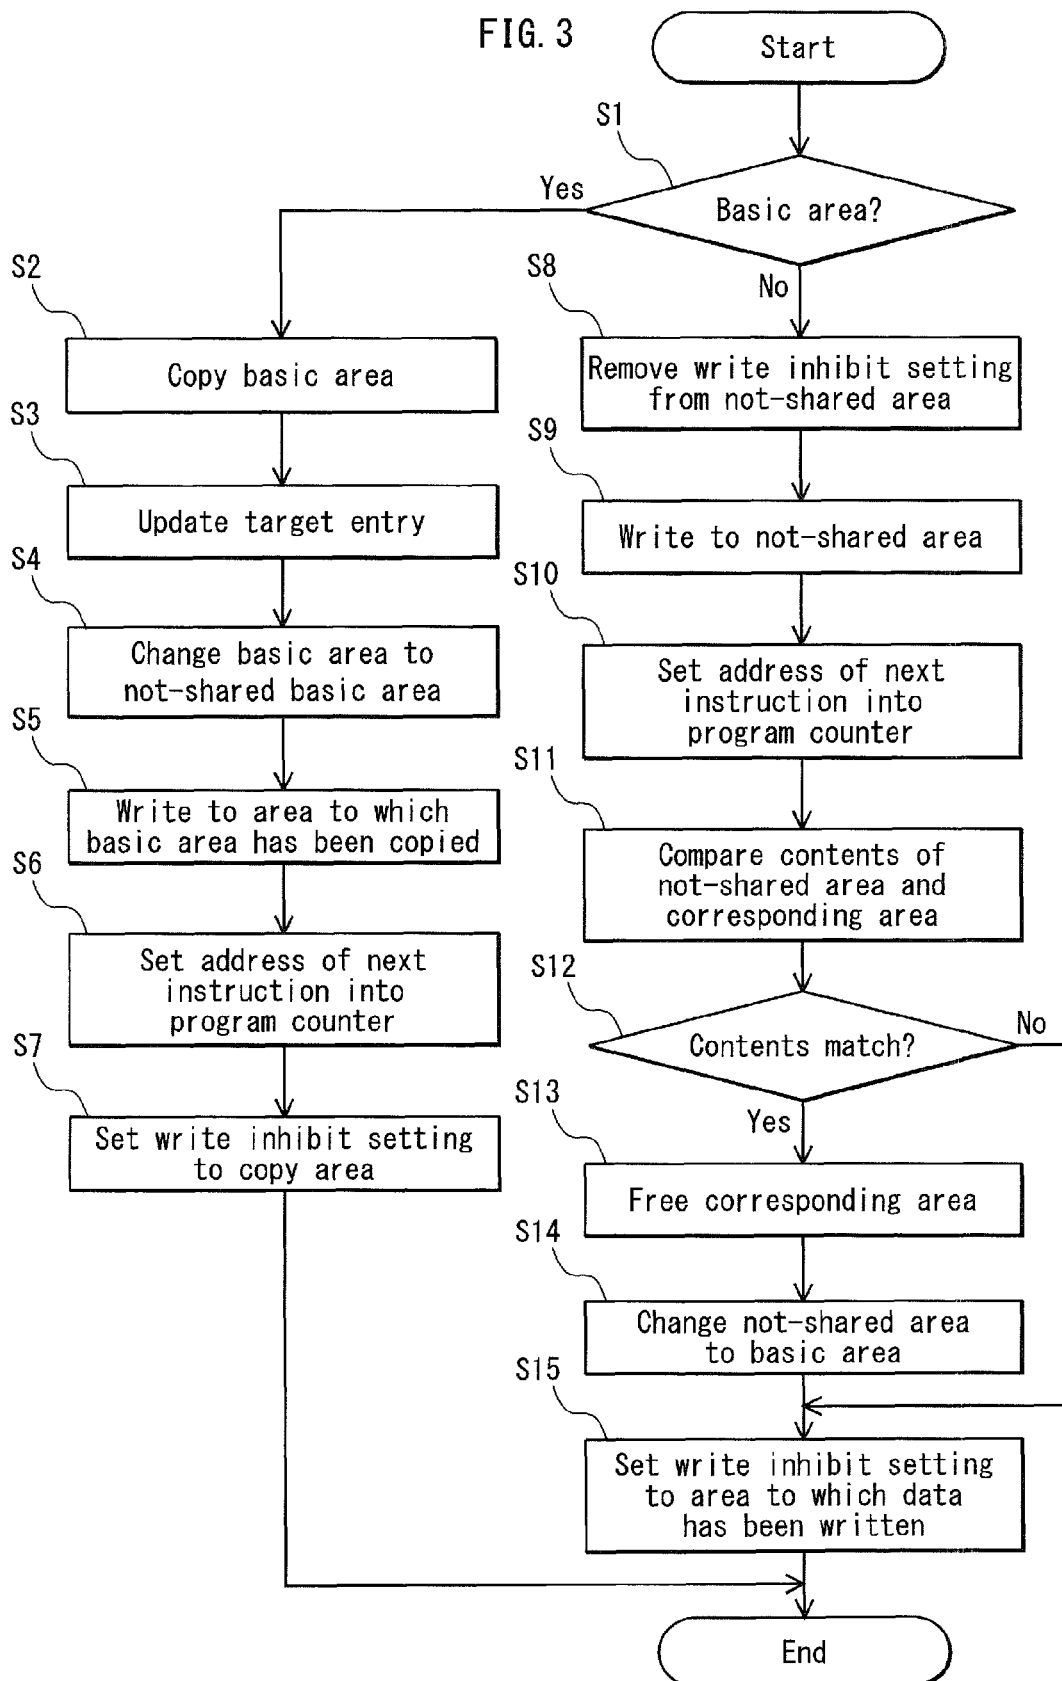 FIG. 3
Start
S1
Yes
Basic area?
No
S2
Copy basic area
S3
Update target entry
S4
Change basic area to
not-shared basic area
S5
Write to area to which
basic area has been copied
S6
Set address of next
instruction into
program counter
S7
Set write inhibit setting
to copy area
S8
Remove write inhibit setting
from not-shared area
S9
Write to not-shared area
S10
Set address of next
instruction into
program counter
S11
Compare contents of
not-shared area and
corresponding area
S12
Contents match?
No
Yes
S13
Free corresponding area
S14
Change not-shared area
to basic area
S15
Set write inhibit setting
to area to which data
has been written
End